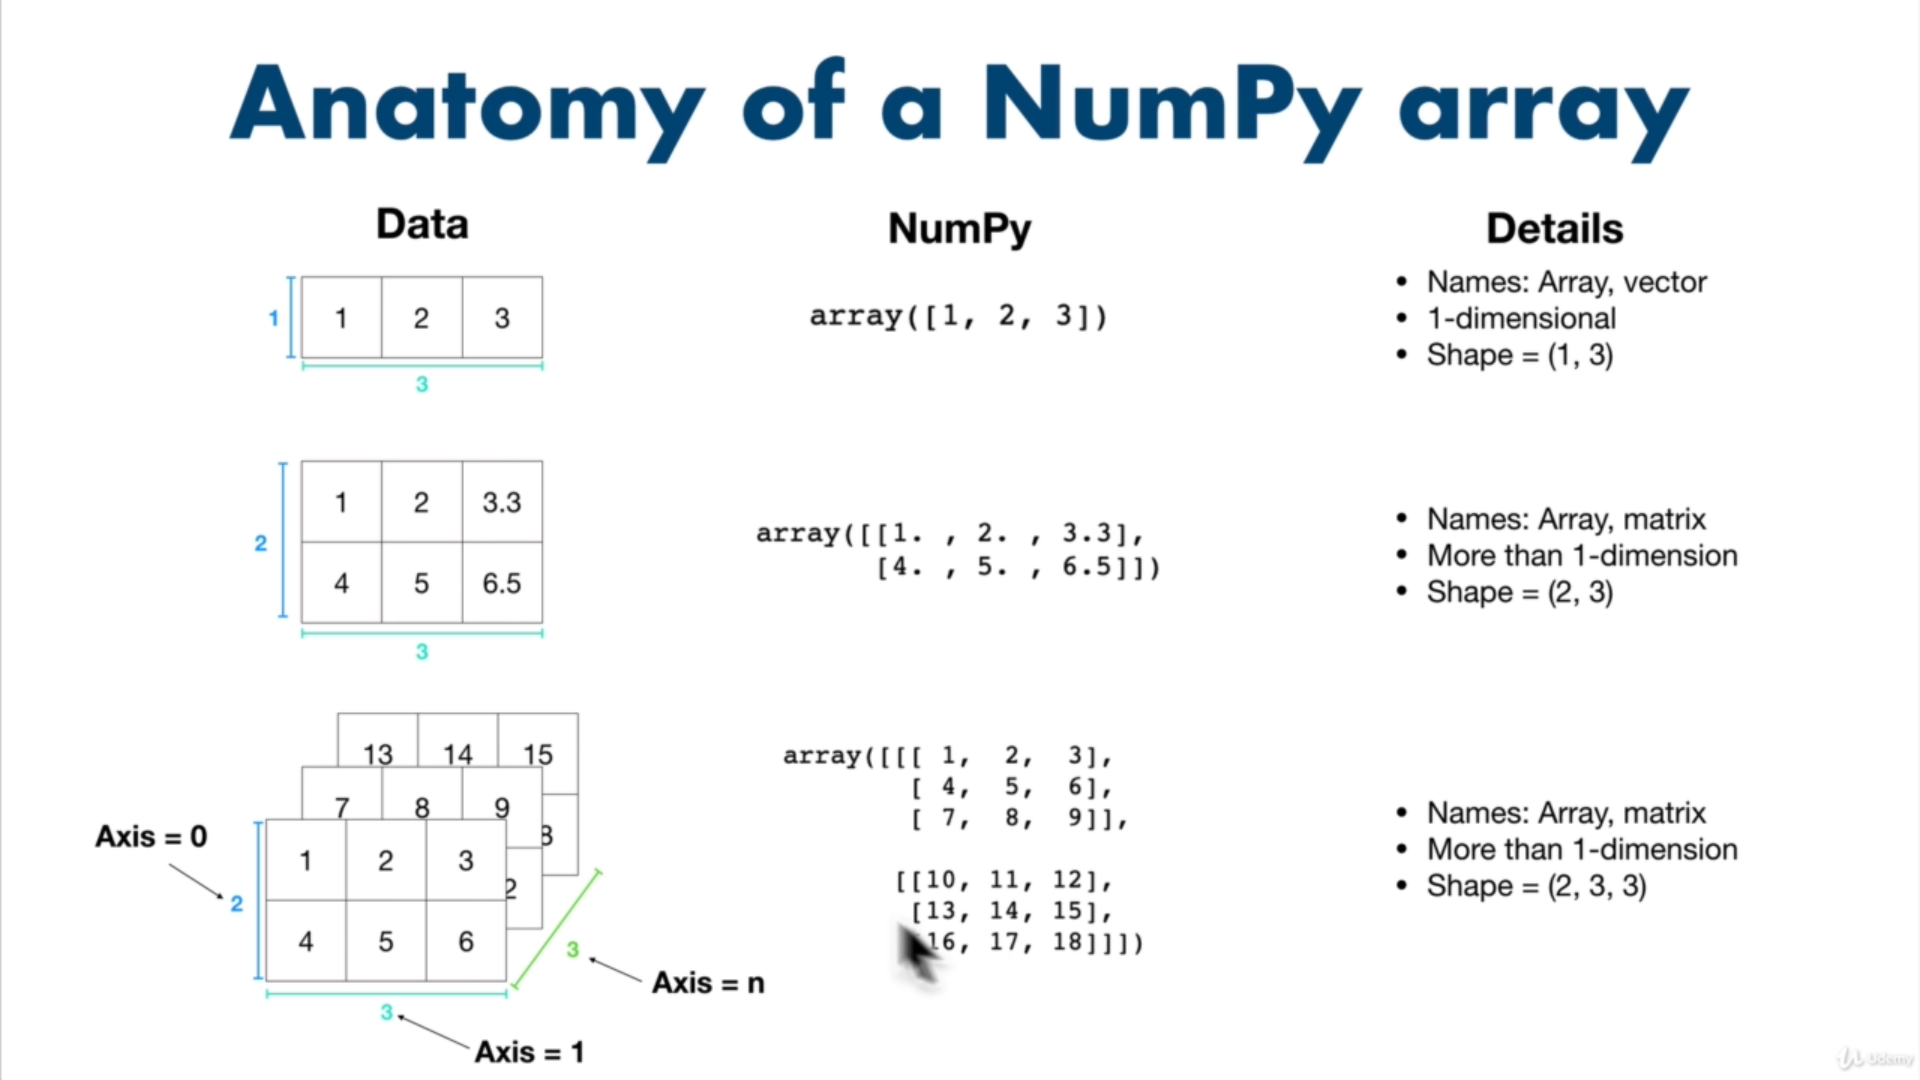 Anatomy of a NumPy array
Data
NumPy
Details
1
1 2 3
3
array([1, 2, 3])
• Names: Array, vector
• 1-dimensional
• Shape = (1, 3)
2
1 2 3.3
4 5 6.5
3
array([[1. , 2. , 3.3],
[4. , 5. , 6.5]])
• Names: Array, matrix
• More than 1-dimension
• Shape = (2, 3)
13 14 15
8
7 8 9
2
1 2 3
4 5 6
Axis = 0
2
3
Axis = n
3
Axis = 1
array([[[ 1, 2, 3],
[ 4, 5, 6],
[ 7, 8, 9]],
[[10, 11, 12],
[13, 14, 15],
16, 17, 18]]])
• Names: Array, matrix
• More than 1-dimension
• Shape = (2, 3, 3)
Udemy